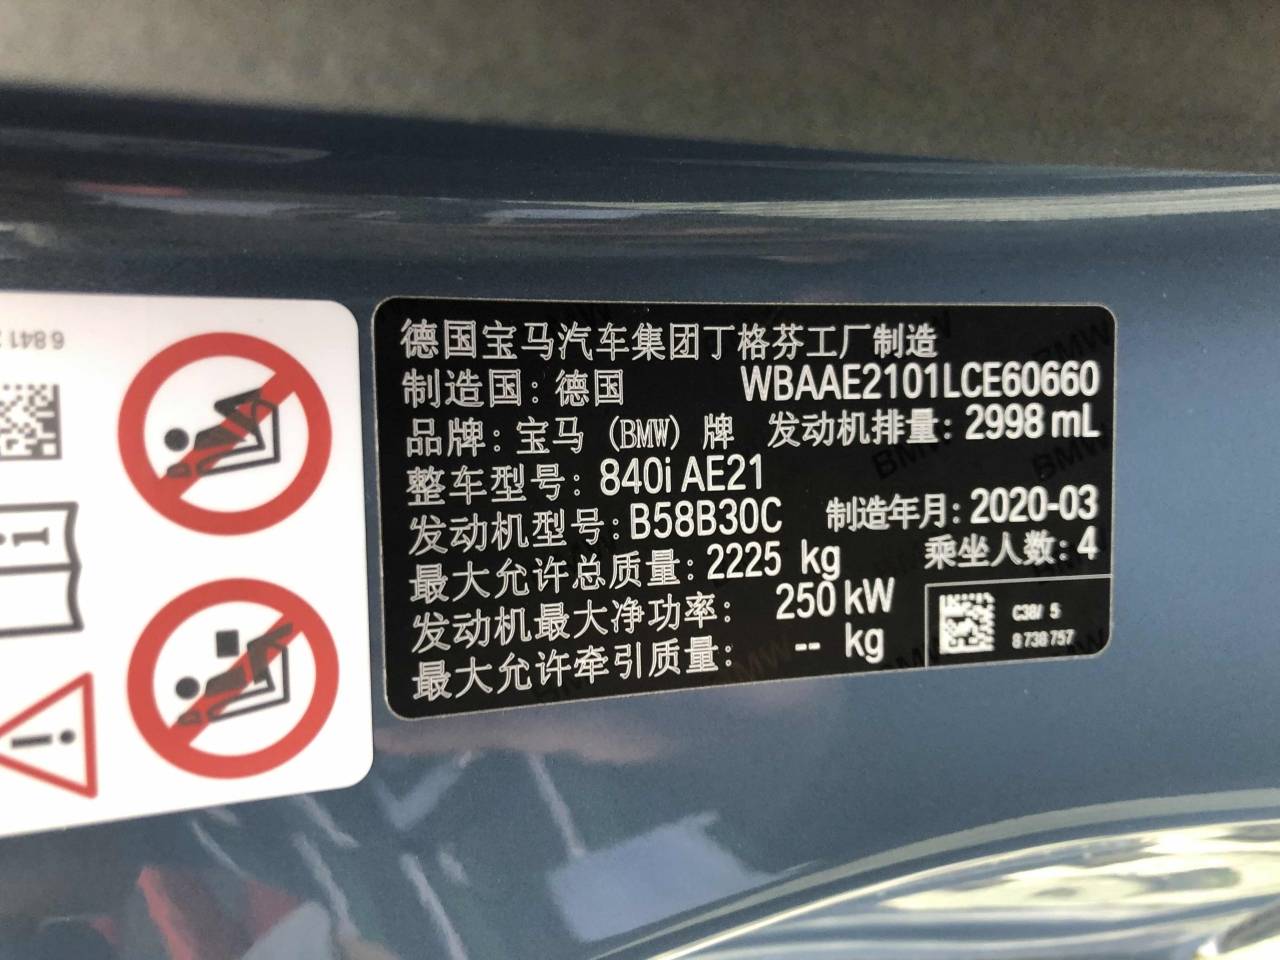 德国宝马汽车集团丁格芬工厂制造
制造国：德国 WBAAE2101LCE60660
品牌：宝马（BMW）牌 发动机排量：2998 mL
整车型号：840i AE21
发动机型号：B58B30C 制造年月：2020-03
最大允许总质量：2225 kg 乘坐人数：4
发动机最大净功率： 250 kW
最大允许牵引质量： -- kg
C38/ 5
8 738 757
6841